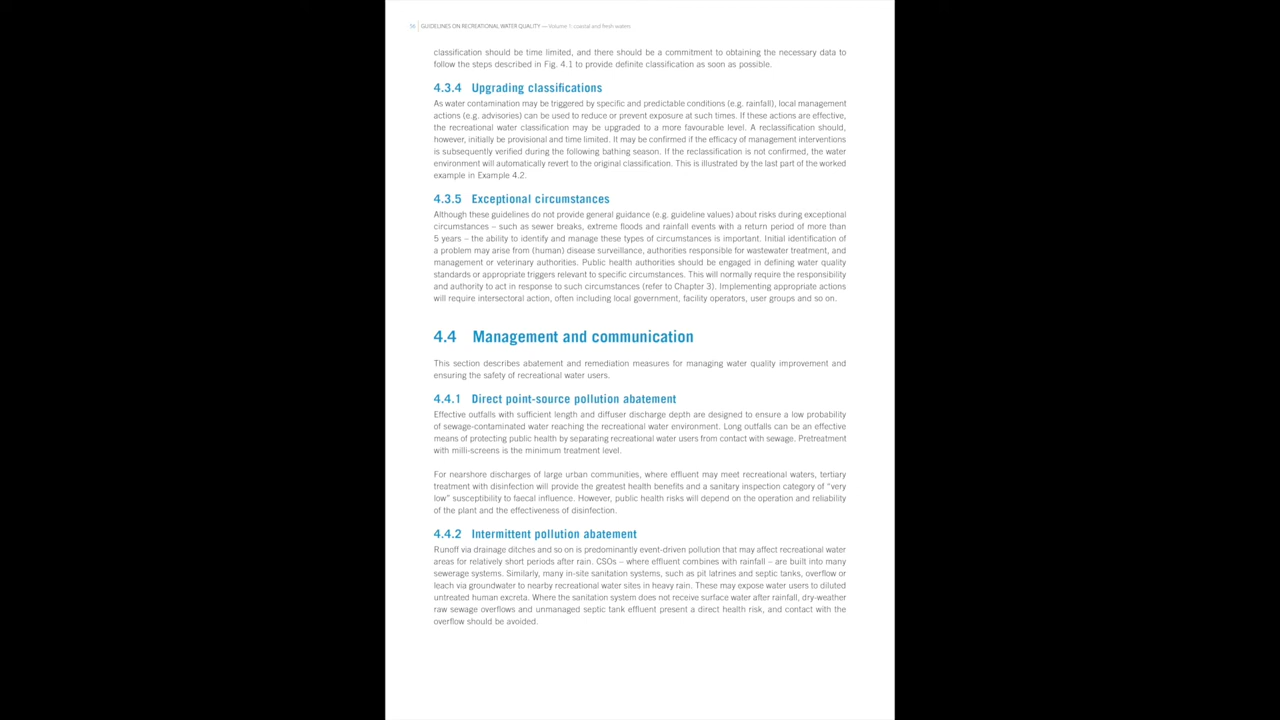 56 GUIDELINES ON RECREATIONAL WATER QUALITY — Volume 1: coastal and fresh waters
classification should be time limited, and there should be a commitment to obtaining the necessary data to
follow the steps described in Fig. 4.1 to provide definite classification as soon as possible.
4.3.4 Upgrading classifications
As water contamination may be triggered by specific and predictable conditions (e.g. rainfall), local management
actions (e.g. advisories) can be used to reduce or prevent exposure at such times. If these actions are effective,
the recreational water classification may be upgraded to a more favourable level. A reclassification should,
however, initially be provisional and time limited. It may be confirmed if the efficacy of management interventions
is subsequently verified during the following bathing season. If the reclassification is not confirmed, the water
environment will automatically revert to the original classification. This is illustrated by the last part of the worked
example in Example 4.2.
4.3.5 Exceptional circumstances
Although these guidelines do not provide general guidance (e.g. guideline values) about risks during exceptional
circumstances – such as sewer breaks, extreme floods and rainfall events with a return period of more than
5 years – the ability to identify and manage these types of circumstances is important. Initial identification of
a problem may arise from (human) disease surveillance, authorities responsible for wastewater treatment, and
management or veterinary authorities. Public health authorities should be engaged in defining water quality
standards or appropriate triggers relevant to specific circumstances. This will normally require the responsibility
and authority to act in response to such circumstances (refer to Chapter 3). Implementing appropriate actions
will require intersectoral action, often including local government, facility operators, user groups and so on.
4.4 Management and communication
This section describes abatement and remediation measures for managing water quality improvement and
ensuring the safety of recreational water users.
4.4.1 Direct point-source pollution abatement
Effective outfalls with sufficient length and diffuser discharge depth are designed to ensure a low probability
of sewage-contaminated water reaching the recreational water environment. Long outfalls can be an effective
means of protecting public health by separating recreational water users from contact with sewage. Pretreatment
with milli-screens is the minimum treatment level.
For nearshore discharges of large urban communities, where effluent may meet recreational waters, tertiary
treatment with disinfection will provide the greatest health benefits and a sanitary inspection category of “very
low” susceptibility to faecal influence. However, public health risks will depend on the operation and reliability
of the plant and the effectiveness of disinfection.
4.4.2 Intermittent pollution abatement
Runoff via drainage ditches and so on is predominantly event-driven pollution that may affect recreational water
areas for relatively short periods after rain. CSOs – where effluent combines with rainfall – are built into many
sewerage systems. Similarly, many in-site sanitation systems, such as pit latrines and septic tanks, overflow or
leach via groundwater to nearby recreational water sites in heavy rain. These may expose water users to diluted
untreated human excreta. Where the sanitation system does not receive surface water after rainfall, dry-weather
raw sewage overflows and unmanaged septic tank effluent present a direct health risk, and contact with the
overflow should be avoided.